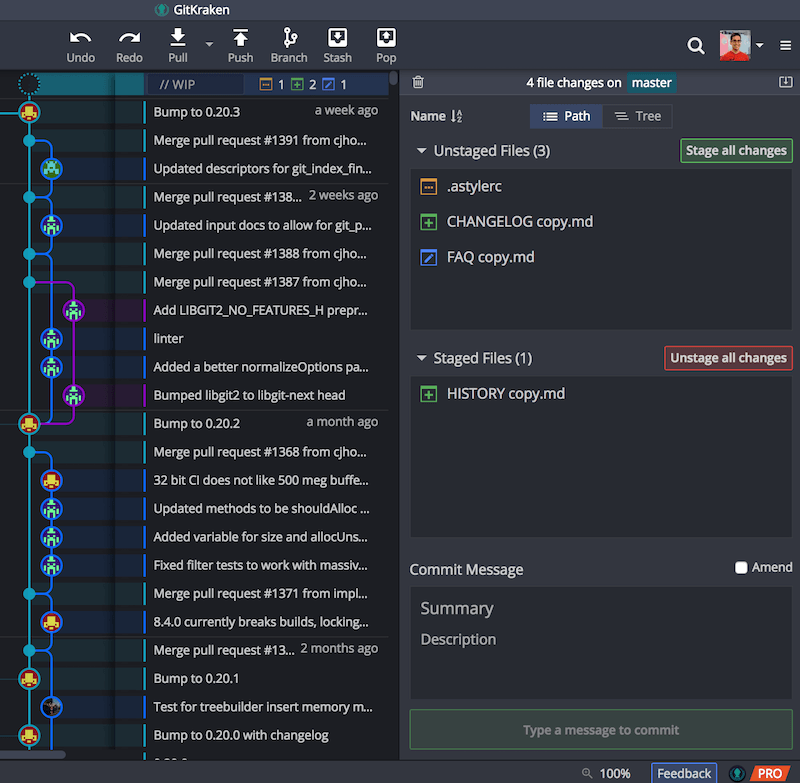 GitKraken
Undo Redo Pull Push Branch Stash Pop
// WIP 1 2 1
Bump to 0.20.3 a week ago
Merge pull request #1391 from cjho...
Updated descriptors for git_index_fin...
Merge pull request #138... 2 weeks ago
Updated input docs to allow for git_p...
Merge pull request #1388 from cjho...
Merge pull request #1387 from cjho...
Add LIBGIT2_NO_FEATURES_H prepr...
linter
Added a better normalizeOptions pa...
Bumped libgit2 to libgit-next head
Bump to 0.20.2 a month ago
Merge pull request #1368 from cjho...
32 bit CI does not like 500 meg buffe...
Updated methods to be shouldAlloc ...
Added variable for size and allocUns...
Fixed filter tests to work with massiv...
Merge pull request #1371 from impl...
8.4.0 currently breaks builds, locking...
Merge pull request #13... 2 months ago
Bump to 0.20.1
Test for treebuilder insert memory m...
Bump to 0.20.0 with changelog
4 file changes on master
Name Path Tree
Unstaged Files (3) Stage all changes
.astylerc
CHANGELOG copy.md
FAQ copy.md
Staged Files (1) Unstage all changes
HISTORY copy.md
Commit Message Amend
Summary
Description
Type a message to commit
100% Feedback PRO